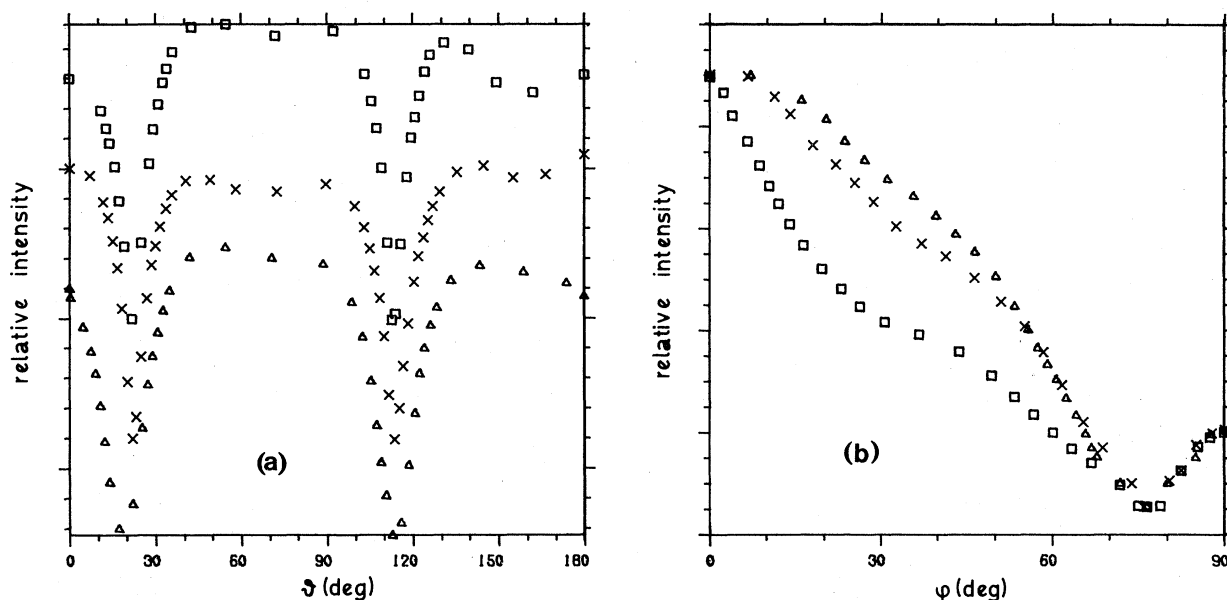 relative intensity
(a)
0 30 60 90 120 150 180
ϑ (deg)
relative intensity
(b)
0 30 60 90
φ (deg)